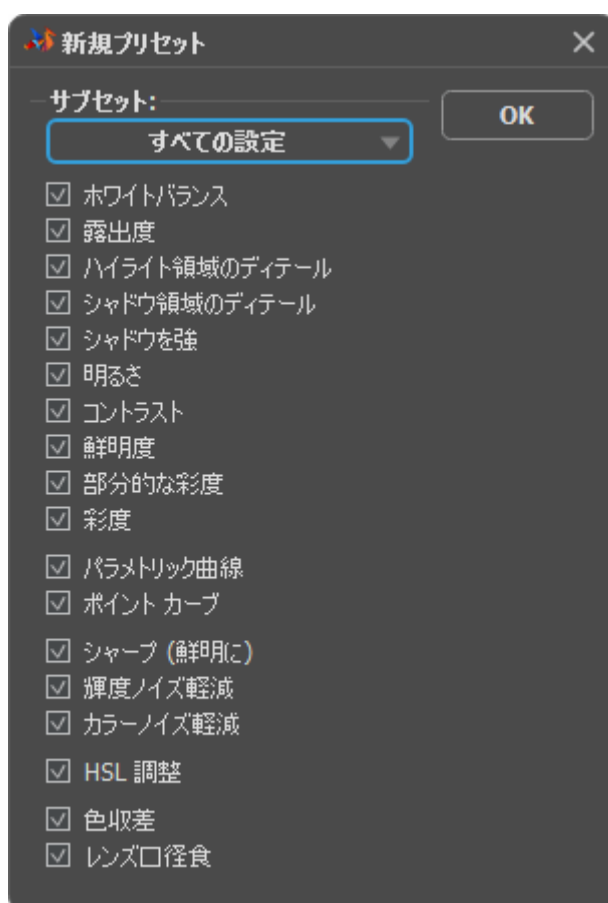 新規プリセット
サブセット:
OK
すべての設定
ホワイトバランス
露出度
ハイライト領域のディテール
シャドウ領域のディテール
シャドウを強
明るさ
コントラスト
鮮明度
部分的な彩度
彩度
パラメトリック曲線
ポイント カーブ
シャープ (鮮明に)
輝度ノイズ軽減
カラーノイズ軽減
HSL 調整
色収差
レンズ口径食